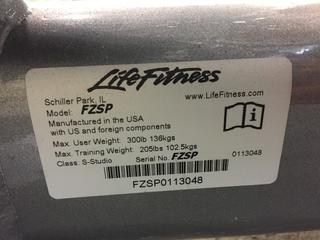 LifeFitness
Schiller Park, IL
www.LifeFitness.com
Model: FZSP
Manufactured in the USA
with US and foreign components
Max. User Weight: 300lb 136kgs
Max. Training Weight: 205lbs 102.5kgs
Class: S-Studio
Serial No. FZSP 0113048
FZSP0113048